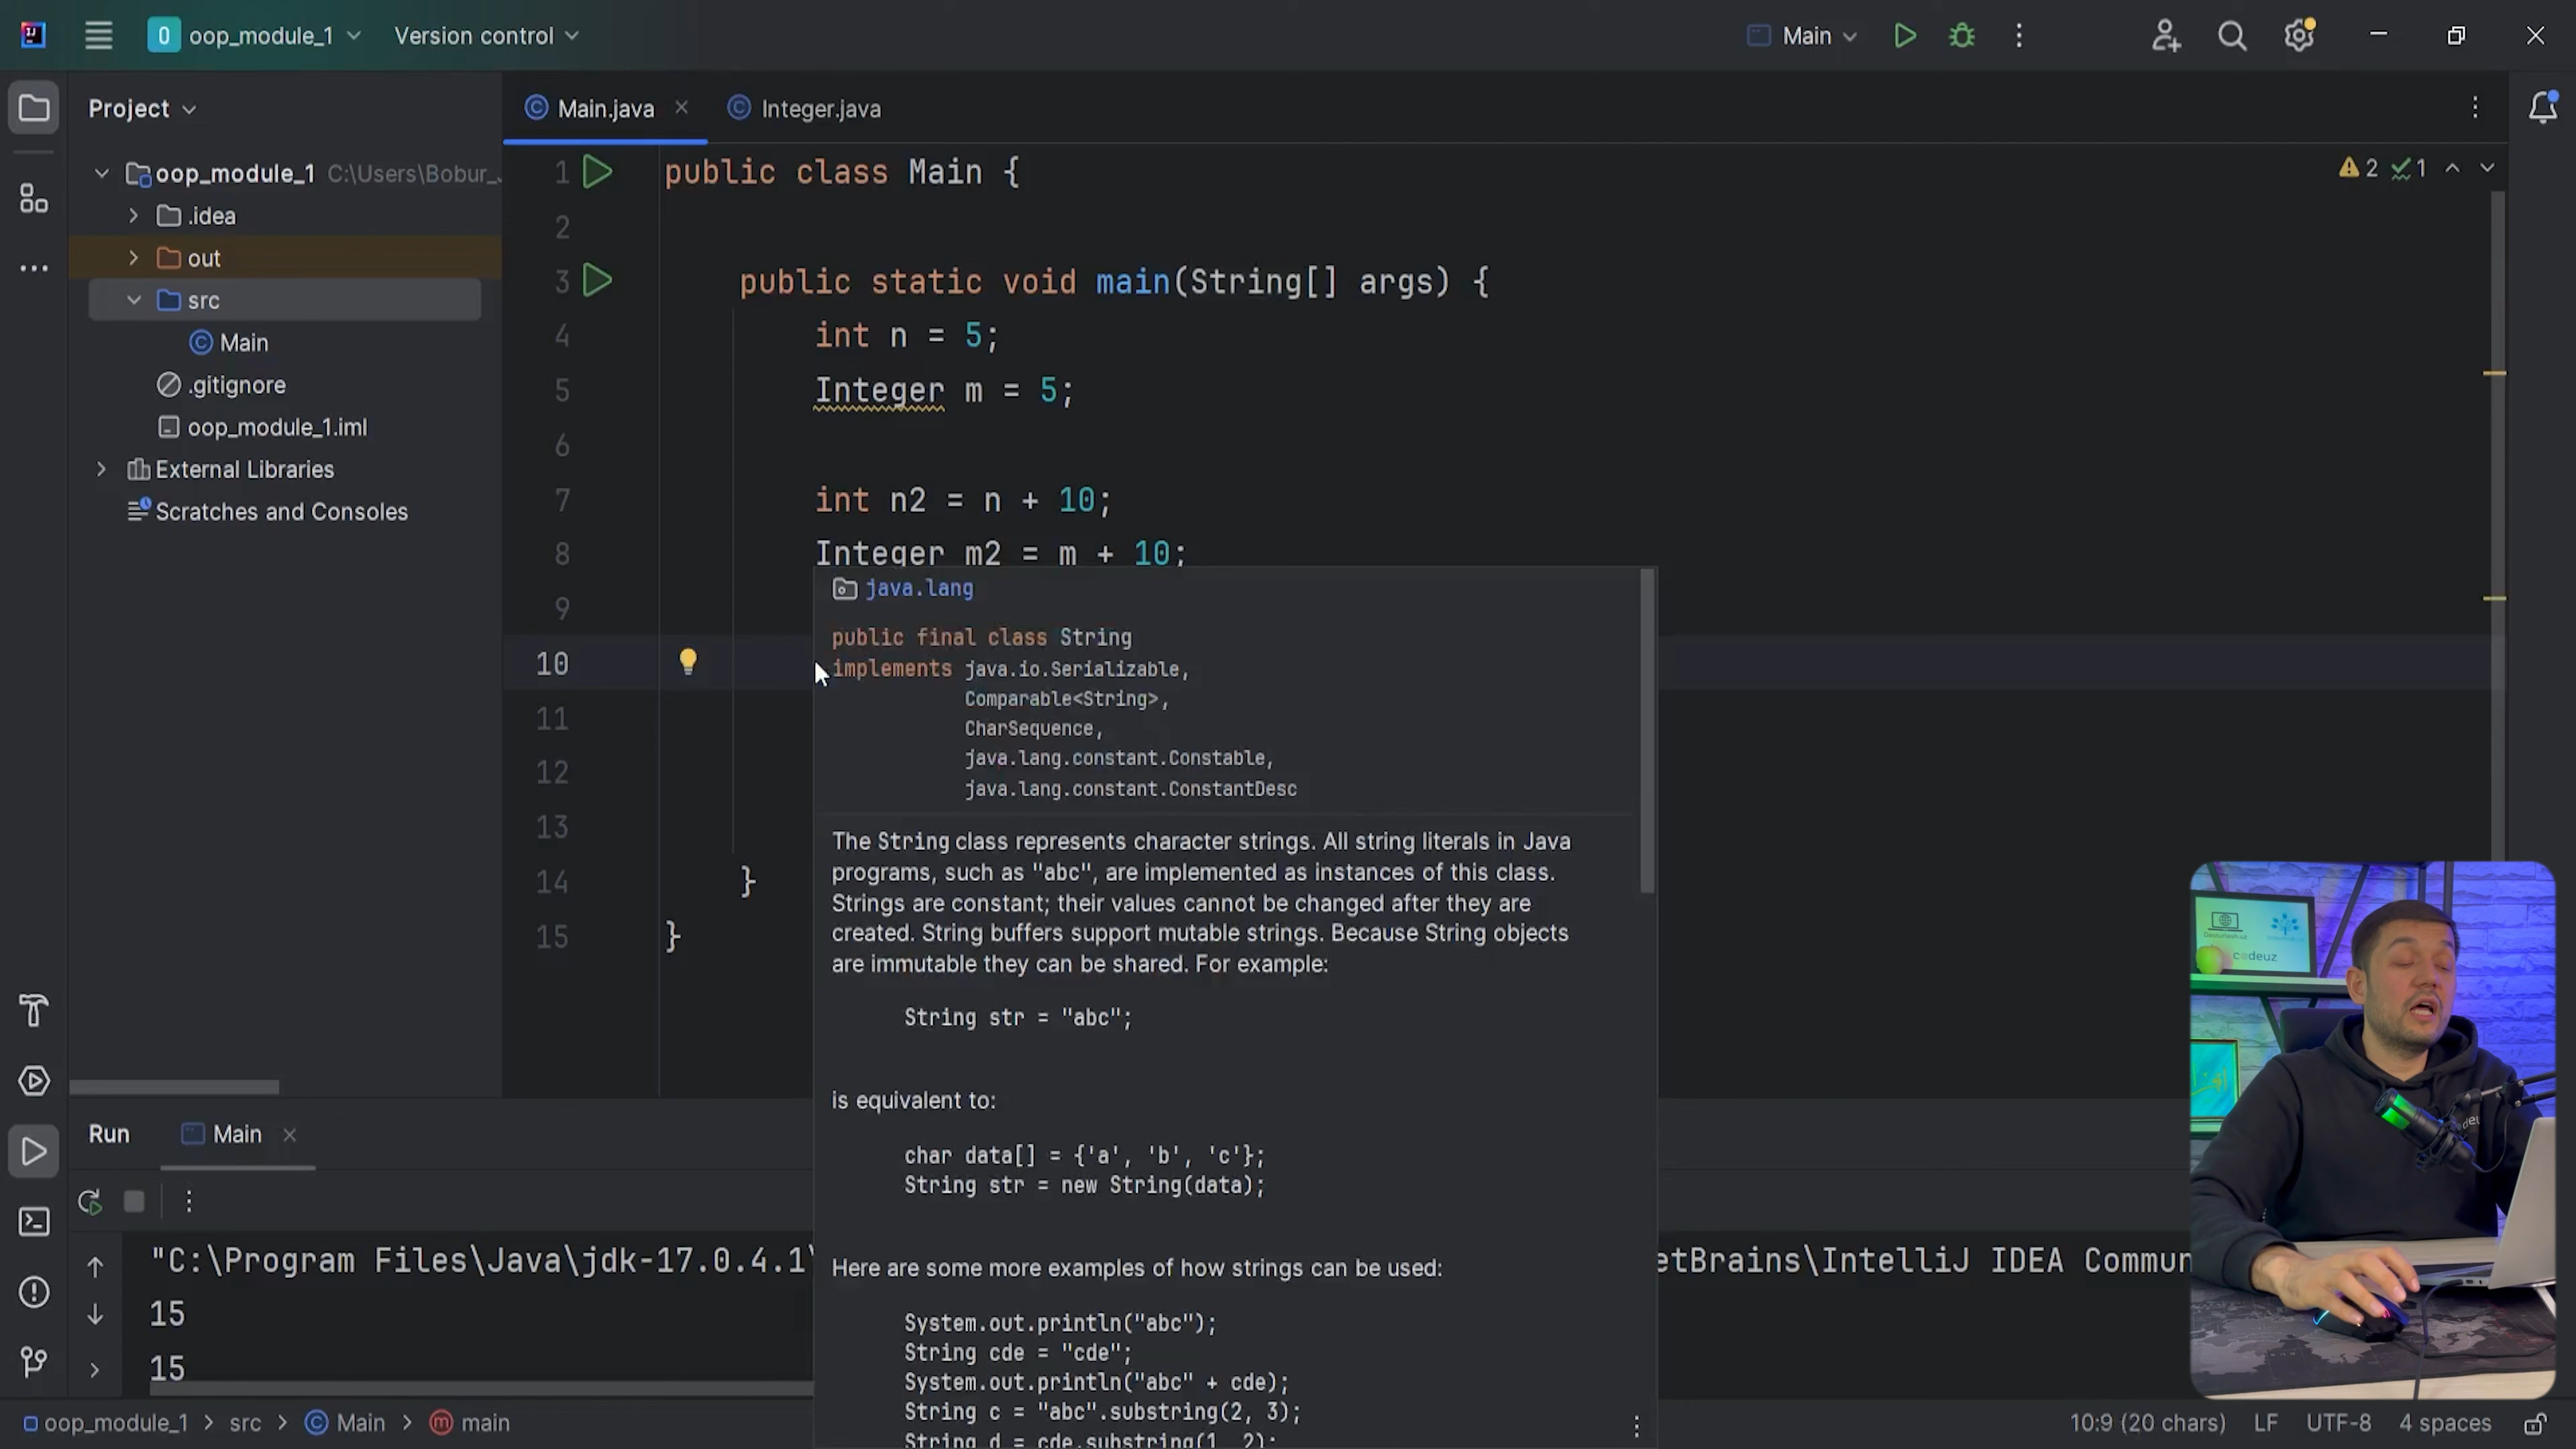 oop_module_1
Version control
Main
Project
Main.java
Integer.java
oop_module_1 C:\Users\Bobur_
.idea
out
src
Main
.gitignore
oop_module_1.iml
External Libraries
Scratches and Consoles
2 1
1 public class Main {
2
3 public static void main(String[] args) {
4 int n = 5;
5 Integer m = 5;
6
7 int n2 = n + 10;
8 Integer m2 = m + 10;
9
10
11
12
13
14 }
15 }
java.lang
public final class String
implements java.io.Serializable,
Comparable<String>,
CharSequence,
java.lang.constant.Constable,
java.lang.constant.ConstantDesc
The String class represents character strings. All string literals in Java
programs, such as "abc", are implemented as instances of this class.
Strings are constant; their values cannot be changed after they are
created. String buffers support mutable strings. Because String objects
are immutable they can be shared. For example:
String str = "abc";
is equivalent to:
char data[] = {'a', 'b', 'c'};
String str = new String(data);
Here are some more examples of how strings can be used:
System.out.println("abc");
String cde = "cde";
System.out.println("abc" + cde);
String c = "abc".substring(2, 3);
String d = cde.substring(1, 2);
codeuz
Run
Main
"C:\Program Files\Java\jdk-17.0.4.1\
etBrains\IntelliJ IDEA Commun
15
15
oop_module_1 > src > Main > main
10:9 (20 chars) LF UTF-8 4 spaces